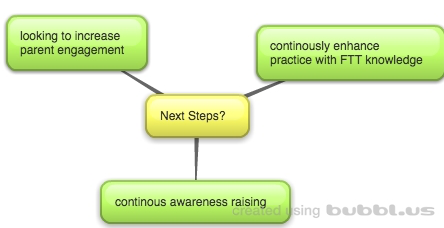 looking to increase
parent engagement
continously enhance
practice with FTT knowledge
Next Steps?
continous awareness raising
created using bubbl.us